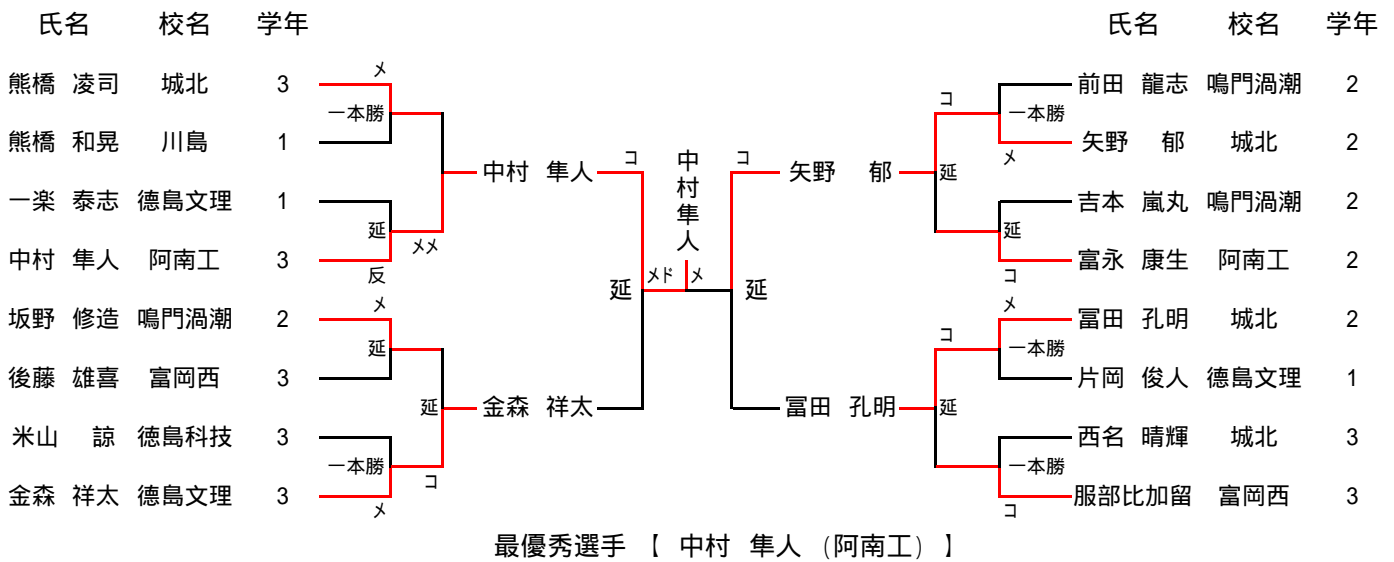 氏名 校名 学年 氏名 校名 学年
メ
熊橋 凌司 城北 3 コ 前田 龍志 鳴門渦潮 2
一本勝 一本勝
熊橋 和晃 川島 1 矢野 郁 城北 2
メ
中村 隼人 コ 中村隼人 コ 矢野 郁 延
一楽 泰志 徳島文理 1 吉本 嵐丸 鳴門渦潮 2
延 メメ 延
中村 隼人 阿南工 3 富永 康生 阿南工 2
反 コ
延 メド メ 延
メ メ
坂野 修造 鳴門渦潮 2 コ 冨田 孔明 城北 2
延 一本勝
後藤 雄喜 富岡西 3 片岡 俊人 徳島文理 1
延 金森 祥太 冨田 孔明 延
米山 諒 徳島科技 3 西名 晴輝 城北 3
一本勝 コ 一本勝
金森 祥太 徳島文理 3 服部比加留 富岡西 3
メ コ
最優秀選手 【 中村 隼人 (阿南工) 】